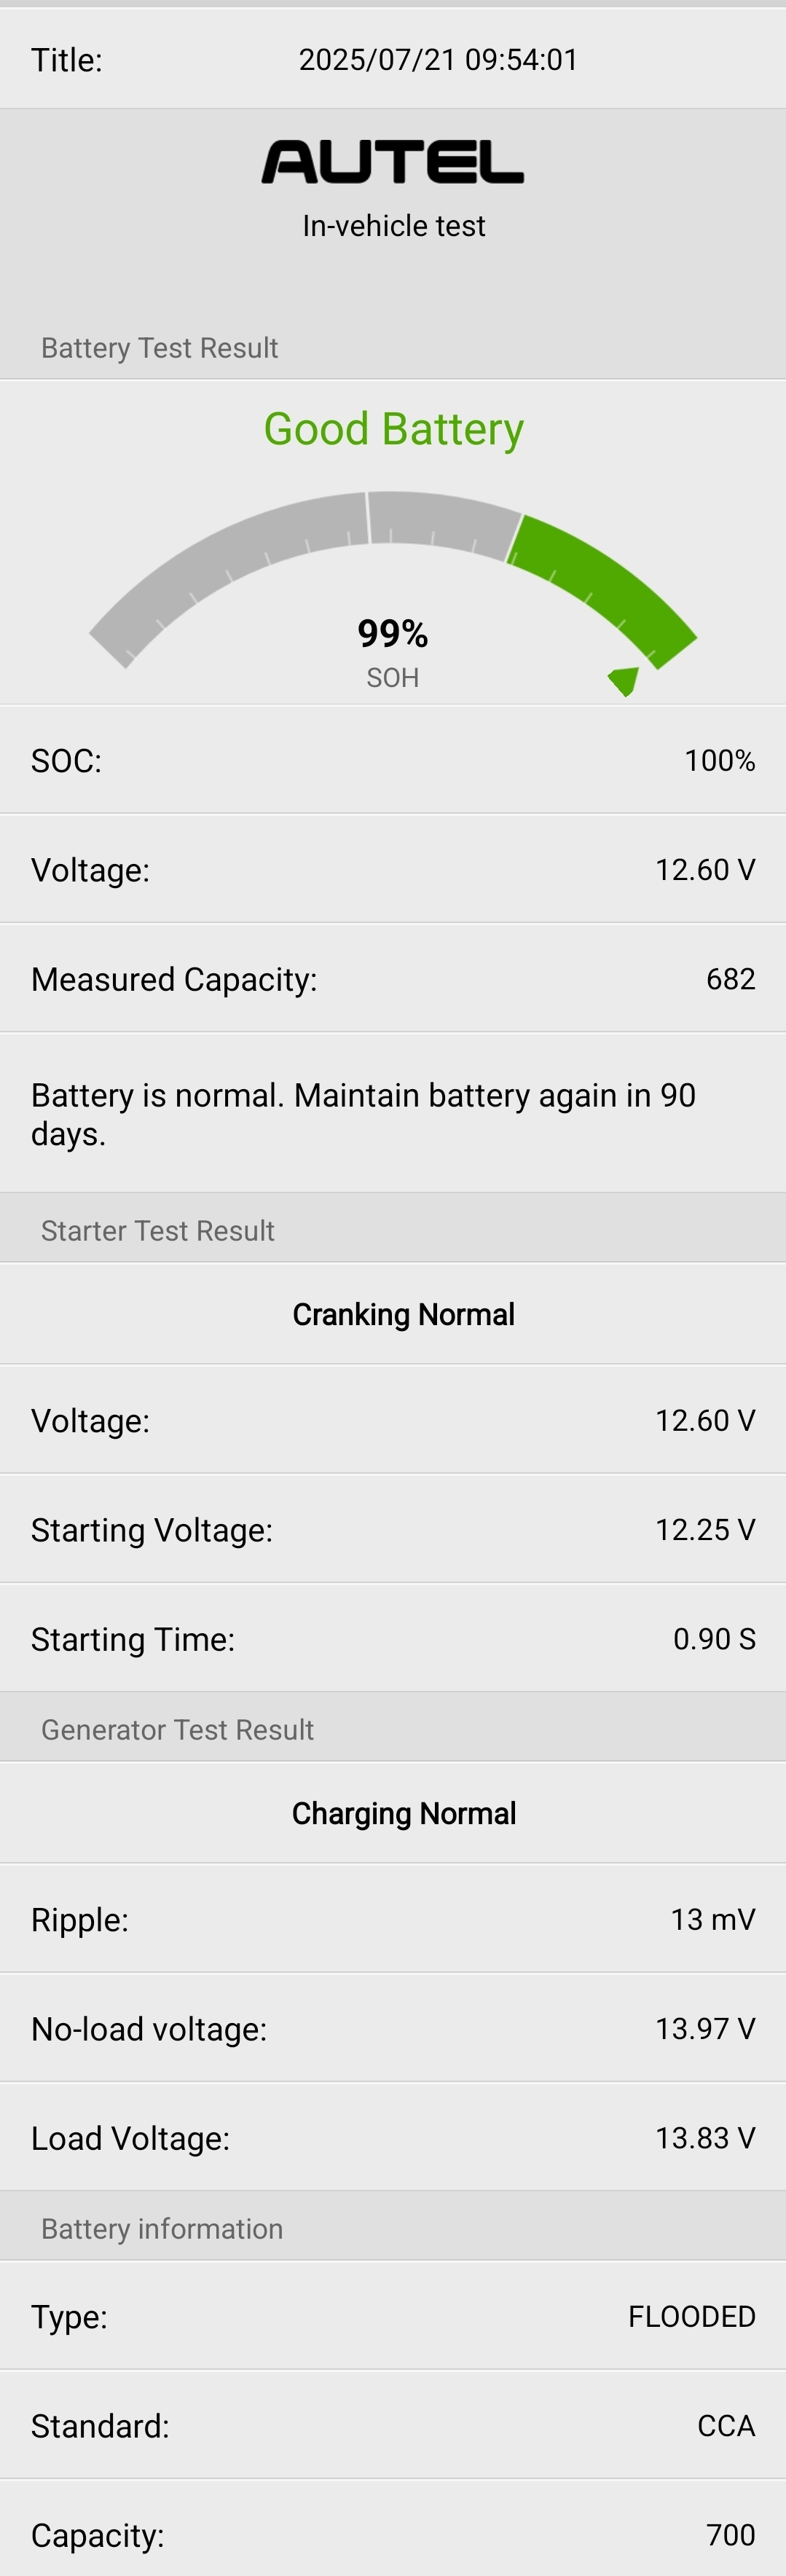 Title: 2025/07/21 09:54:01
AUTEL
In-vehicle test
Battery Test Result
Good Battery
99%
SOH
SOC: 100%
Voltage: 12.60 V
Measured Capacity: 682
Battery is normal. Maintain battery again in 90
days.
Starter Test Result
Cranking Normal
Voltage: 12.60 V
Starting Voltage: 12.25 V
Starting Time: 0.90 S
Generator Test Result
Charging Normal
Ripple: 13 mV
No-load voltage: 13.97 V
Load Voltage: 13.83 V
Battery information
Type: FLOODED
Standard: CCA
Capacity: 700